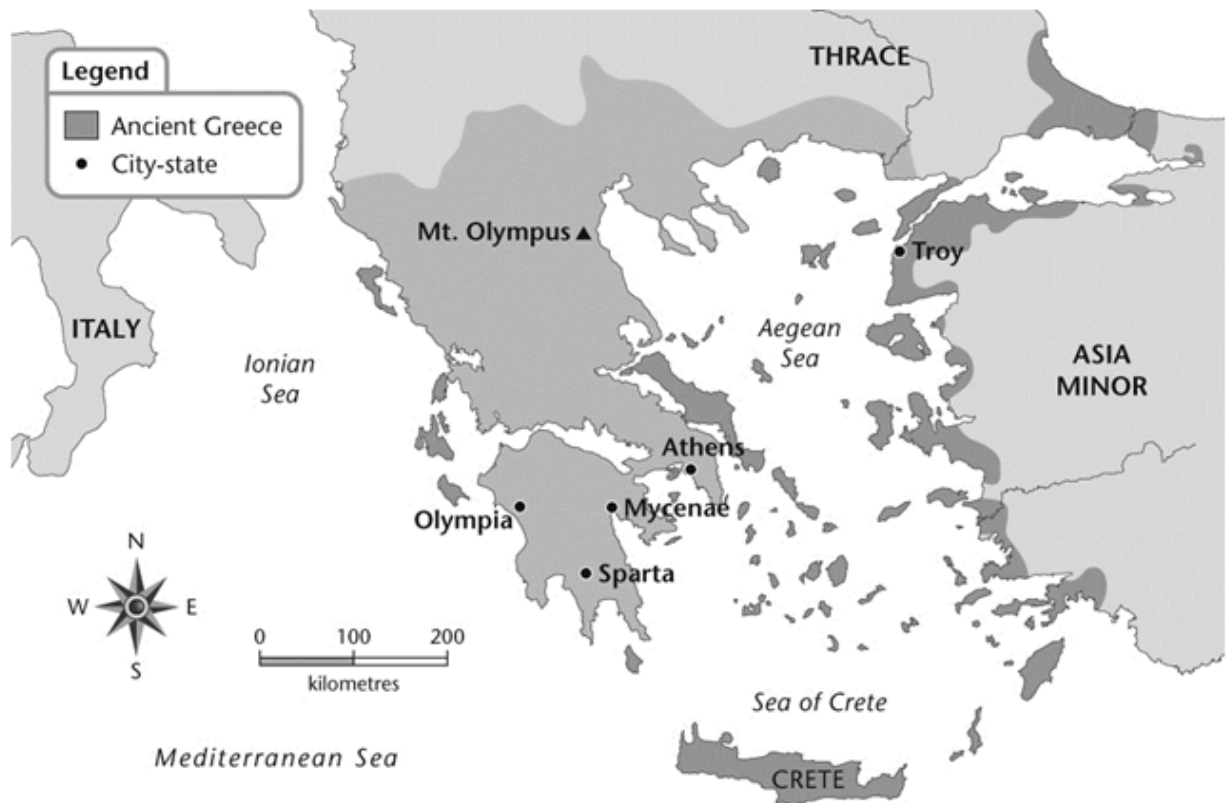 Legend
Ancient Greece
City-state
THRACE
Mt. Olympus
Troy
ITALY
Ionian
Sea
Aegean
Sea
ASIA
MINOR
Athens
Olympia
Mycenae
Sparta
N
W
E
S
0 100 200
kilometres
Sea of Crete
Mediterranean Sea
CRETE